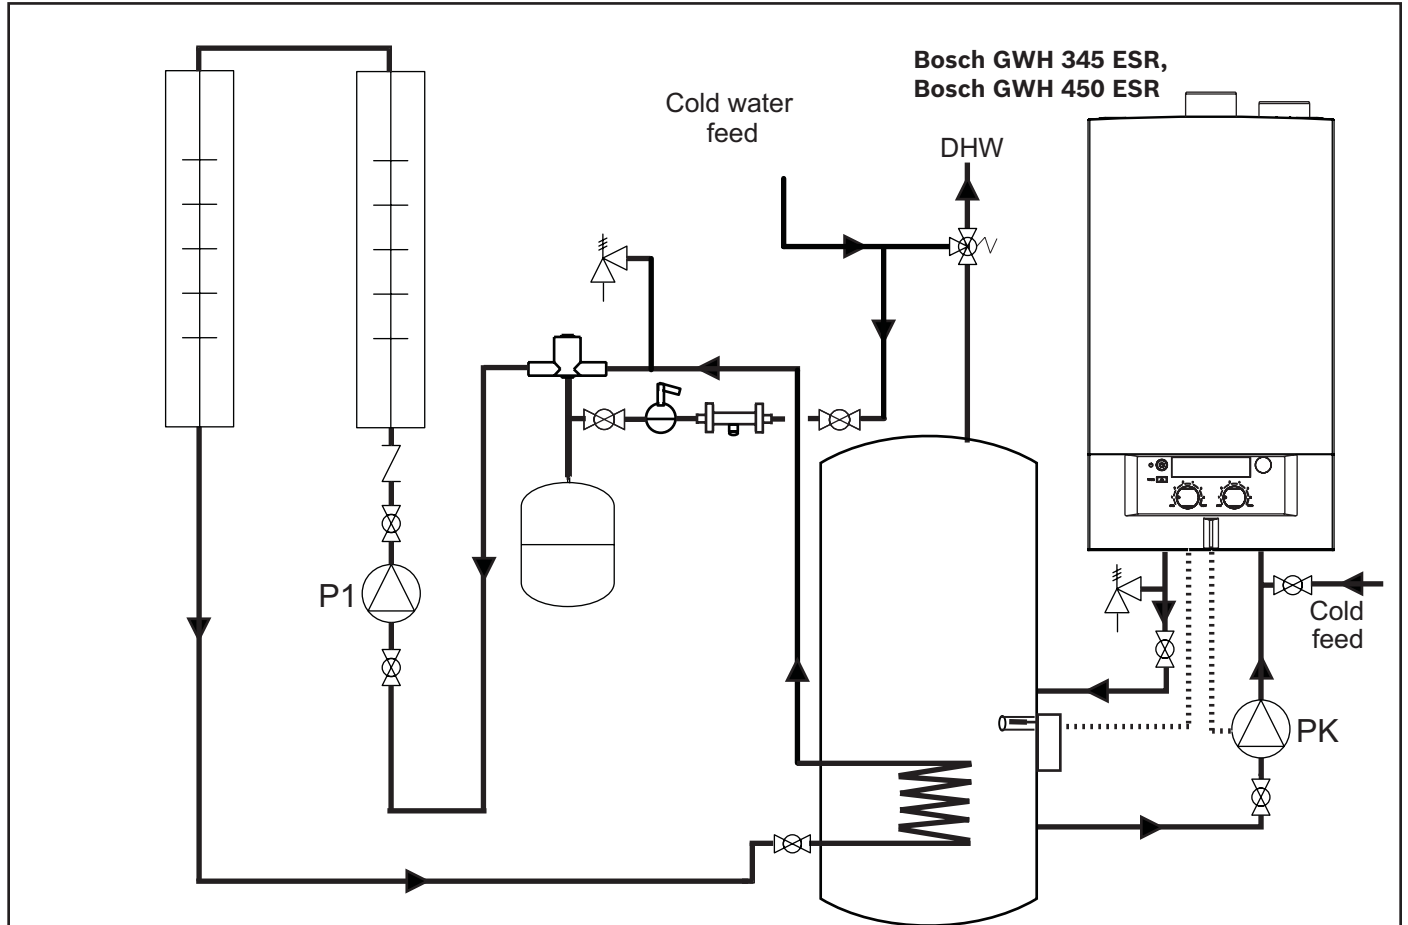 Bosch GWH 345 ESR,
Bosch GWH 450 ESR
Cold water
feed
DHW
P1
Cold
feed
PK